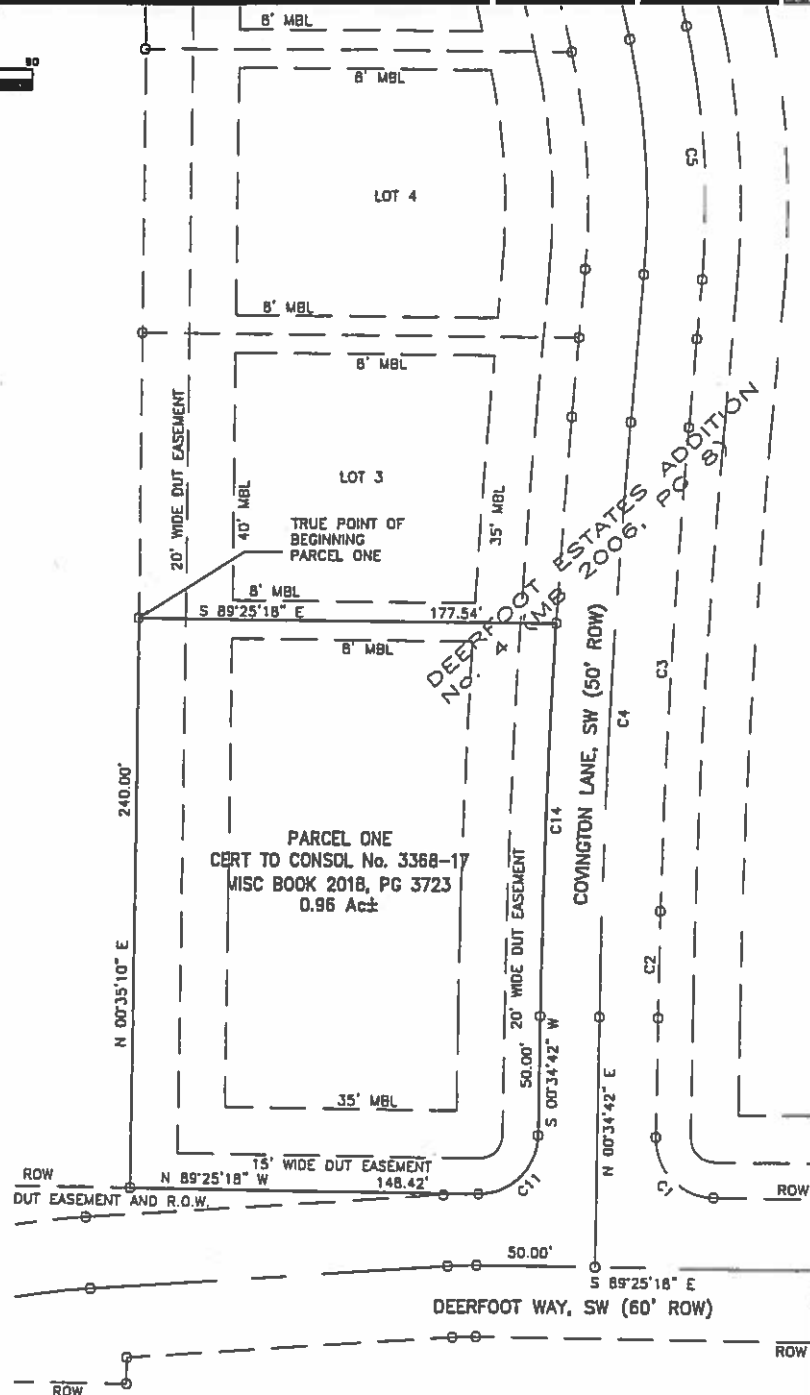 8' MBL
90
8' MBL
C5
LOT 4
8' MBL
8' MBL
20' WIDE DUT EASEMENT
LOT 3
40' MBL
35' MBL
TRUE POINT OF
BEGINNING
PARCEL ONE
DEERFOOT ESTATES ADDITION
No. 4 (MB 2006, PG 8)
8' MBL
S 89°25'18" E
177.54'
8' MBL
COVINGTON LANE, SW (50' ROW)
C3
C4
240.00'
C14
PARCEL ONE
CERT TO CONSOL No. 3368-17
MISC BOOK 2018, PG 3723
0.96 Ac±
20' WIDE DUT EASEMENT
N 00°35'10" E
C2
50.00'
S 00°34'42" W
N 00°34'42" E
35' MBL
15' WIDE DUT EASEMENT
ROW
N 89°25'18" W
148.42'
C11
C1
ROW
DUT EASEMENT AND R.O.W.
50.00'
S 89°25'18" E
DEERFOOT WAY, SW (60' ROW)
ROW
ROW